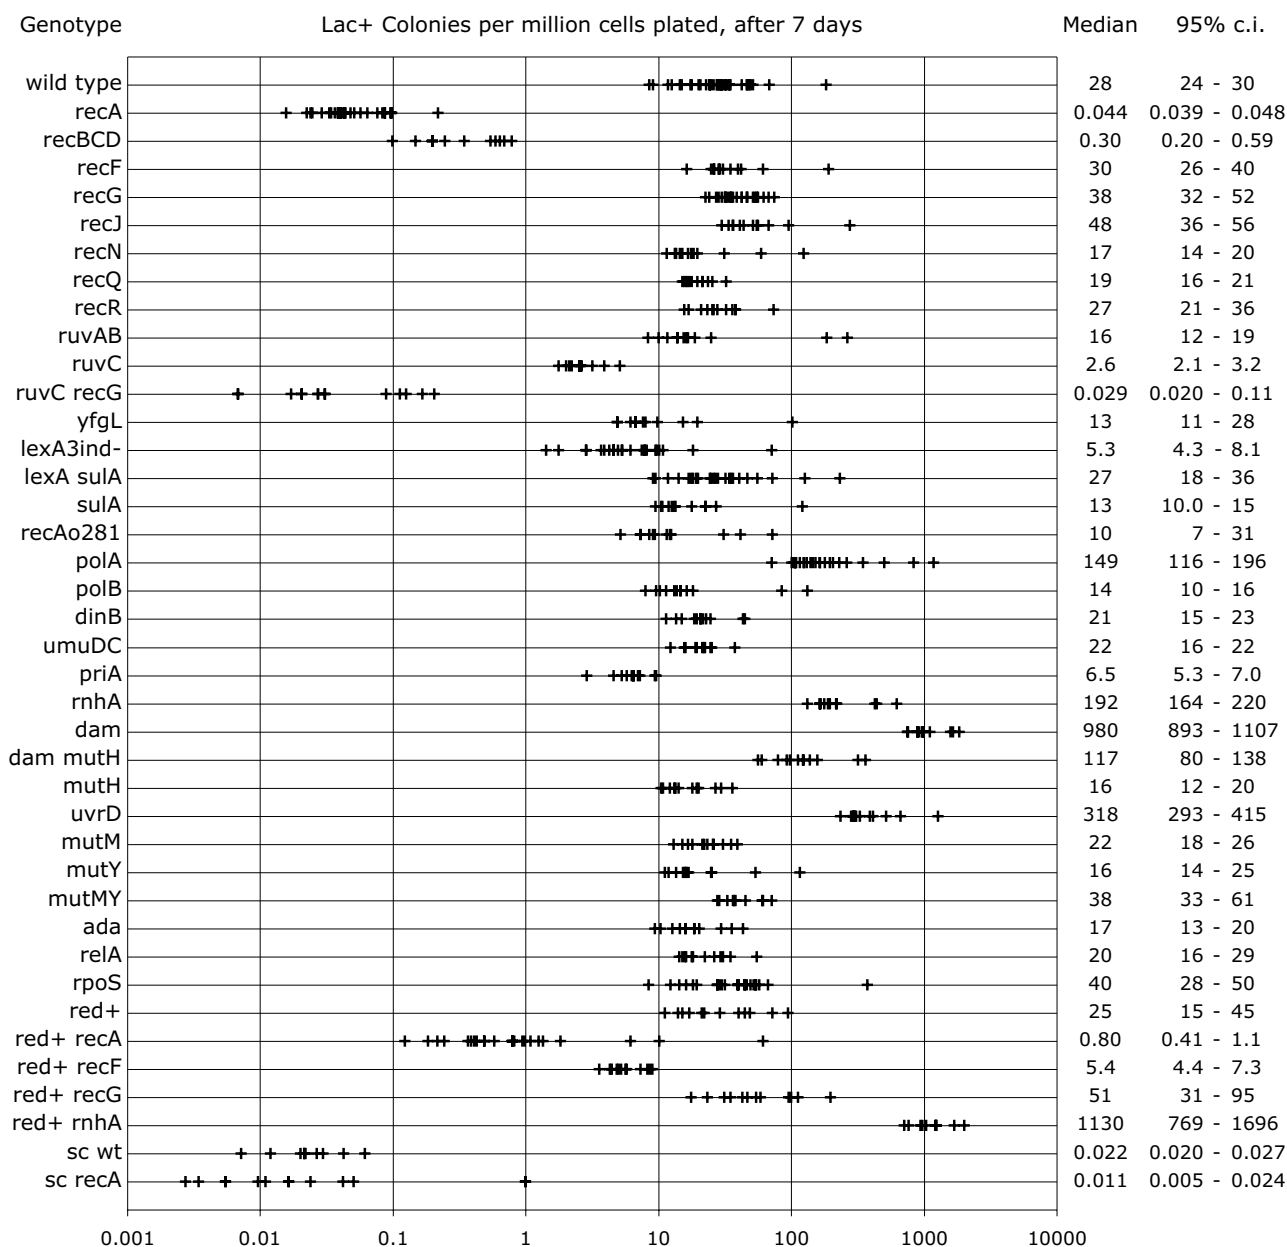 Genotype Lac+ Colonies per million cells plated, after 7 days Median 95% c.i.
wild type 28 24 - 30
recA 0.044 0.039 - 0.048
recBCD 0.30 0.20 - 0.59
recF 30 26 - 40
recG 38 32 - 52
recJ 48 36 - 56
recN 17 14 - 20
recQ 19 16 - 21
recR 27 21 - 36
ruvAB 16 12 - 19
ruvC 2.6 2.1 - 3.2
ruvC recG 0.029 0.020 - 0.11
yfgL 13 11 - 28
lexA3ind- 5.3 4.3 - 8.1
lexA sulA 27 18 - 36
sulA 13 10.0 - 15
recAo281 10 7 - 31
polA 149 116 - 196
polB 14 10 - 16
dinB 21 15 - 23
umuDC 22 16 - 22
priA 6.5 5.3 - 7.0
rnhA 192 164 - 220
dam 980 893 - 1107
dam mutH 117 80 - 138
mutH 16 12 - 20
uvrD 318 293 - 415
mutM 22 18 - 26
mutY 16 14 - 25
mutMY 38 33 - 61
ada 17 13 - 20
relA 20 16 - 29
rpoS 40 28 - 50
red+ 25 15 - 45
red+ recA 0.80 0.41 - 1.1
red+ recF 5.4 4.4 - 7.3
red+ recG 51 31 - 95
red+ rnhA 1130 769 - 1696
sc wt 0.022 0.020 - 0.027
sc recA 0.011 0.005 - 0.024
0.001 0.01 0.1 1 10 100 1000 10000